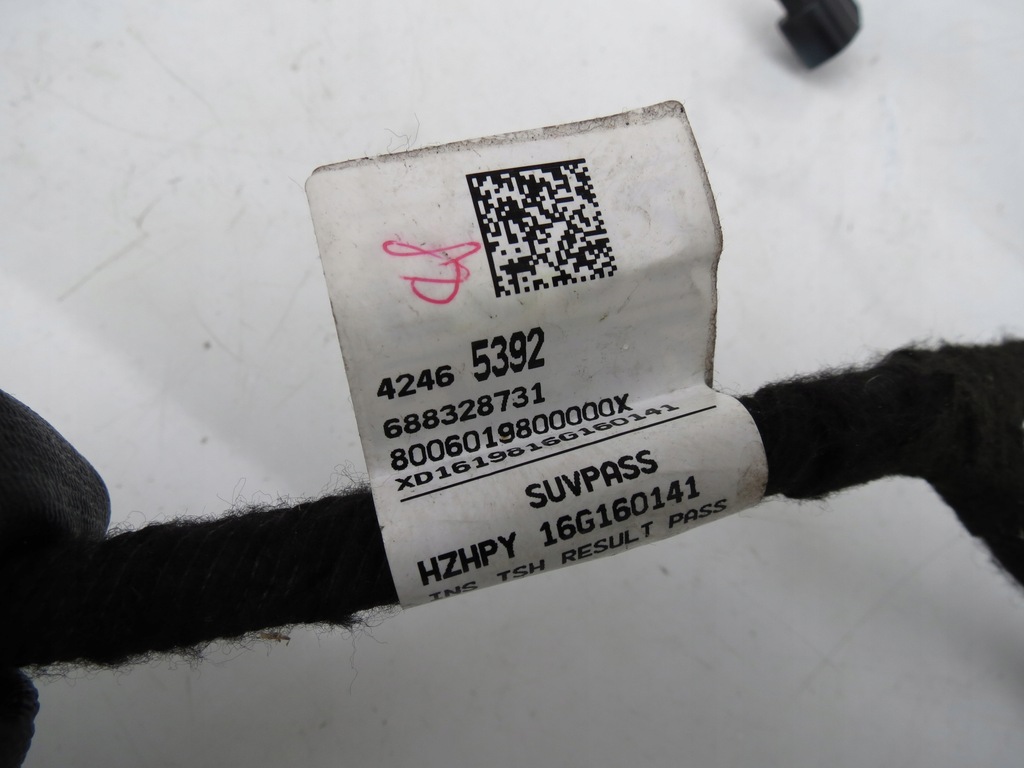 4246 5392
688328731
8006019800000X
XD1619816G160141
SUVPASS
HZHPY 16G160141
INS TSH RESULT PASS